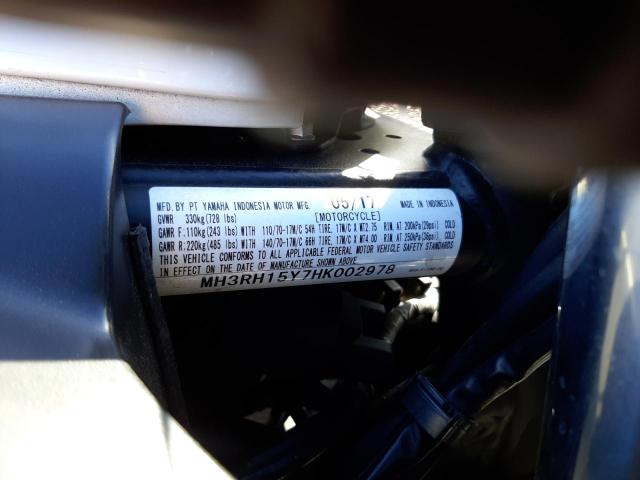 MFD. BY PT YAMAHA INDONESIA MOTOR MFG. 05/17 MADE IN INDONESIA
GVWR 330kg(728 lbs) [MOTORCYCLE]
GAWR F:110kg(243 lbs) WITH 110/70-17M/C 54H TIRE, 17M/C X MT2.75 RIM, AT 200kPa(29psi) COLD
GAWR R:220kg(485 lbs) WITH 140/70-17M/C 66H TIRE, 17M/C X MT4.00 RIM, AT 250kPa(36psi) COLD
THIS VEHICLE CONFORMS TO ALL APPLICABLE FEDERAL MOTOR VEHICLE SAFETY STANDARDS
IN EFFECT ON THE DATE OF MANUFACTURE SHOWN ABOVE.
MH3RH15Y7HK002978